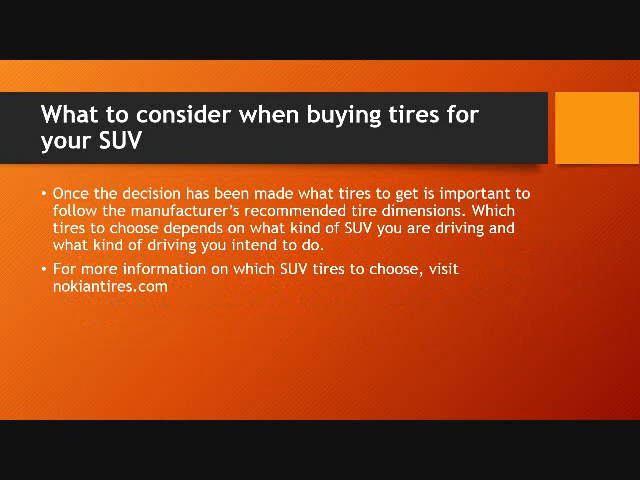 What to consider when buying tires for
your SUV
• Once the decision has been made what tires to get is important to
follow the manufacturer's recommended tire dimensions. Which
tires to choose depends on what kind of SUV you are driving and
what kind of driving you intend to do.
• For more information on which SUV tires to choose, visit
nokiantires.com